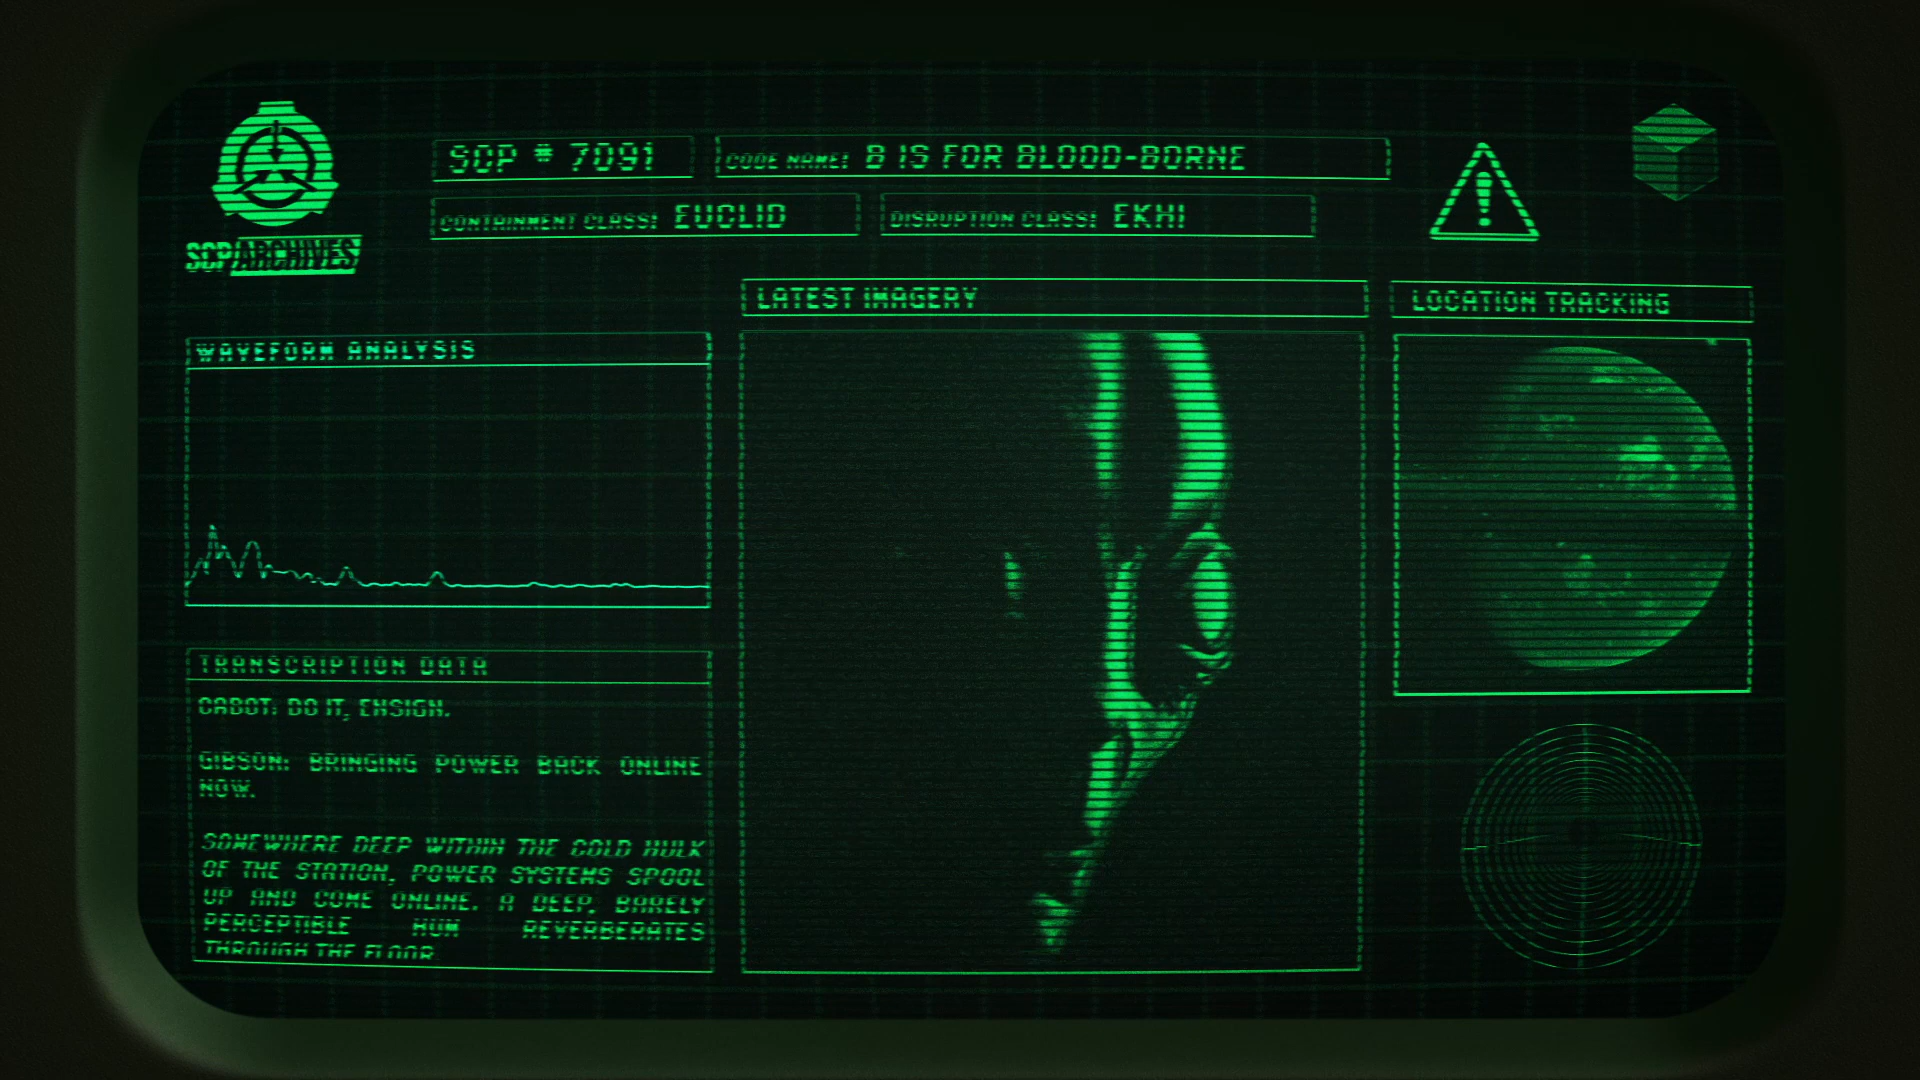 SCP # 7091
CODE NAME: B IS FOR BLOOD-BORNE
CONTAINMENT CLASS: EUCLID
DISRUPTION CLASS: EKHI
SCP ARCHIVES
LATEST IMAGERY
LOCATION TRACKING
WAVEFORM ANALYSIS
TRANSCRIPTION DATA
CABOT: DO IT, ENSIGN.
GIBSON: BRINGING POWER BACK ONLINE
NOW.
SOMEWHERE DEEP WITHIN THE COLD HULK
OF THE STATION, POWER SYSTEMS SPOOL
UP AND COME ONLINE. A DEEP, BARELY
PERCEPTIBLE HUM REVERBERATES
THROUGH THE FLOOR